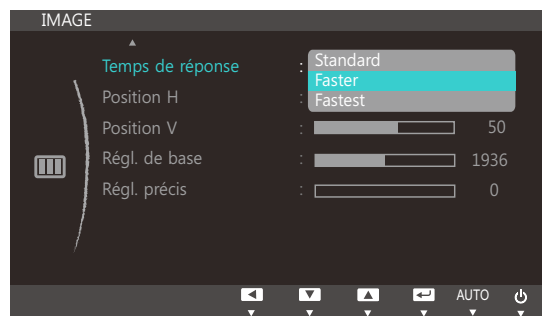 IMAGE
Temps de réponse : Standard
Faster
Position H : Fastest
Position V : 50
Régl. de base : 1936
Régl. précis : 0
AUTO